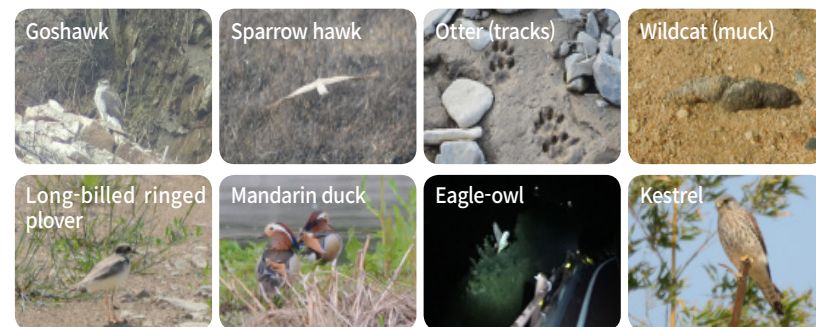 Goshawk
Sparrow hawk
Otter (tracks)
Wildcat (muck)
Long-billed ringed
plover
Mandarin duck
Eagle-owl
Kestrel